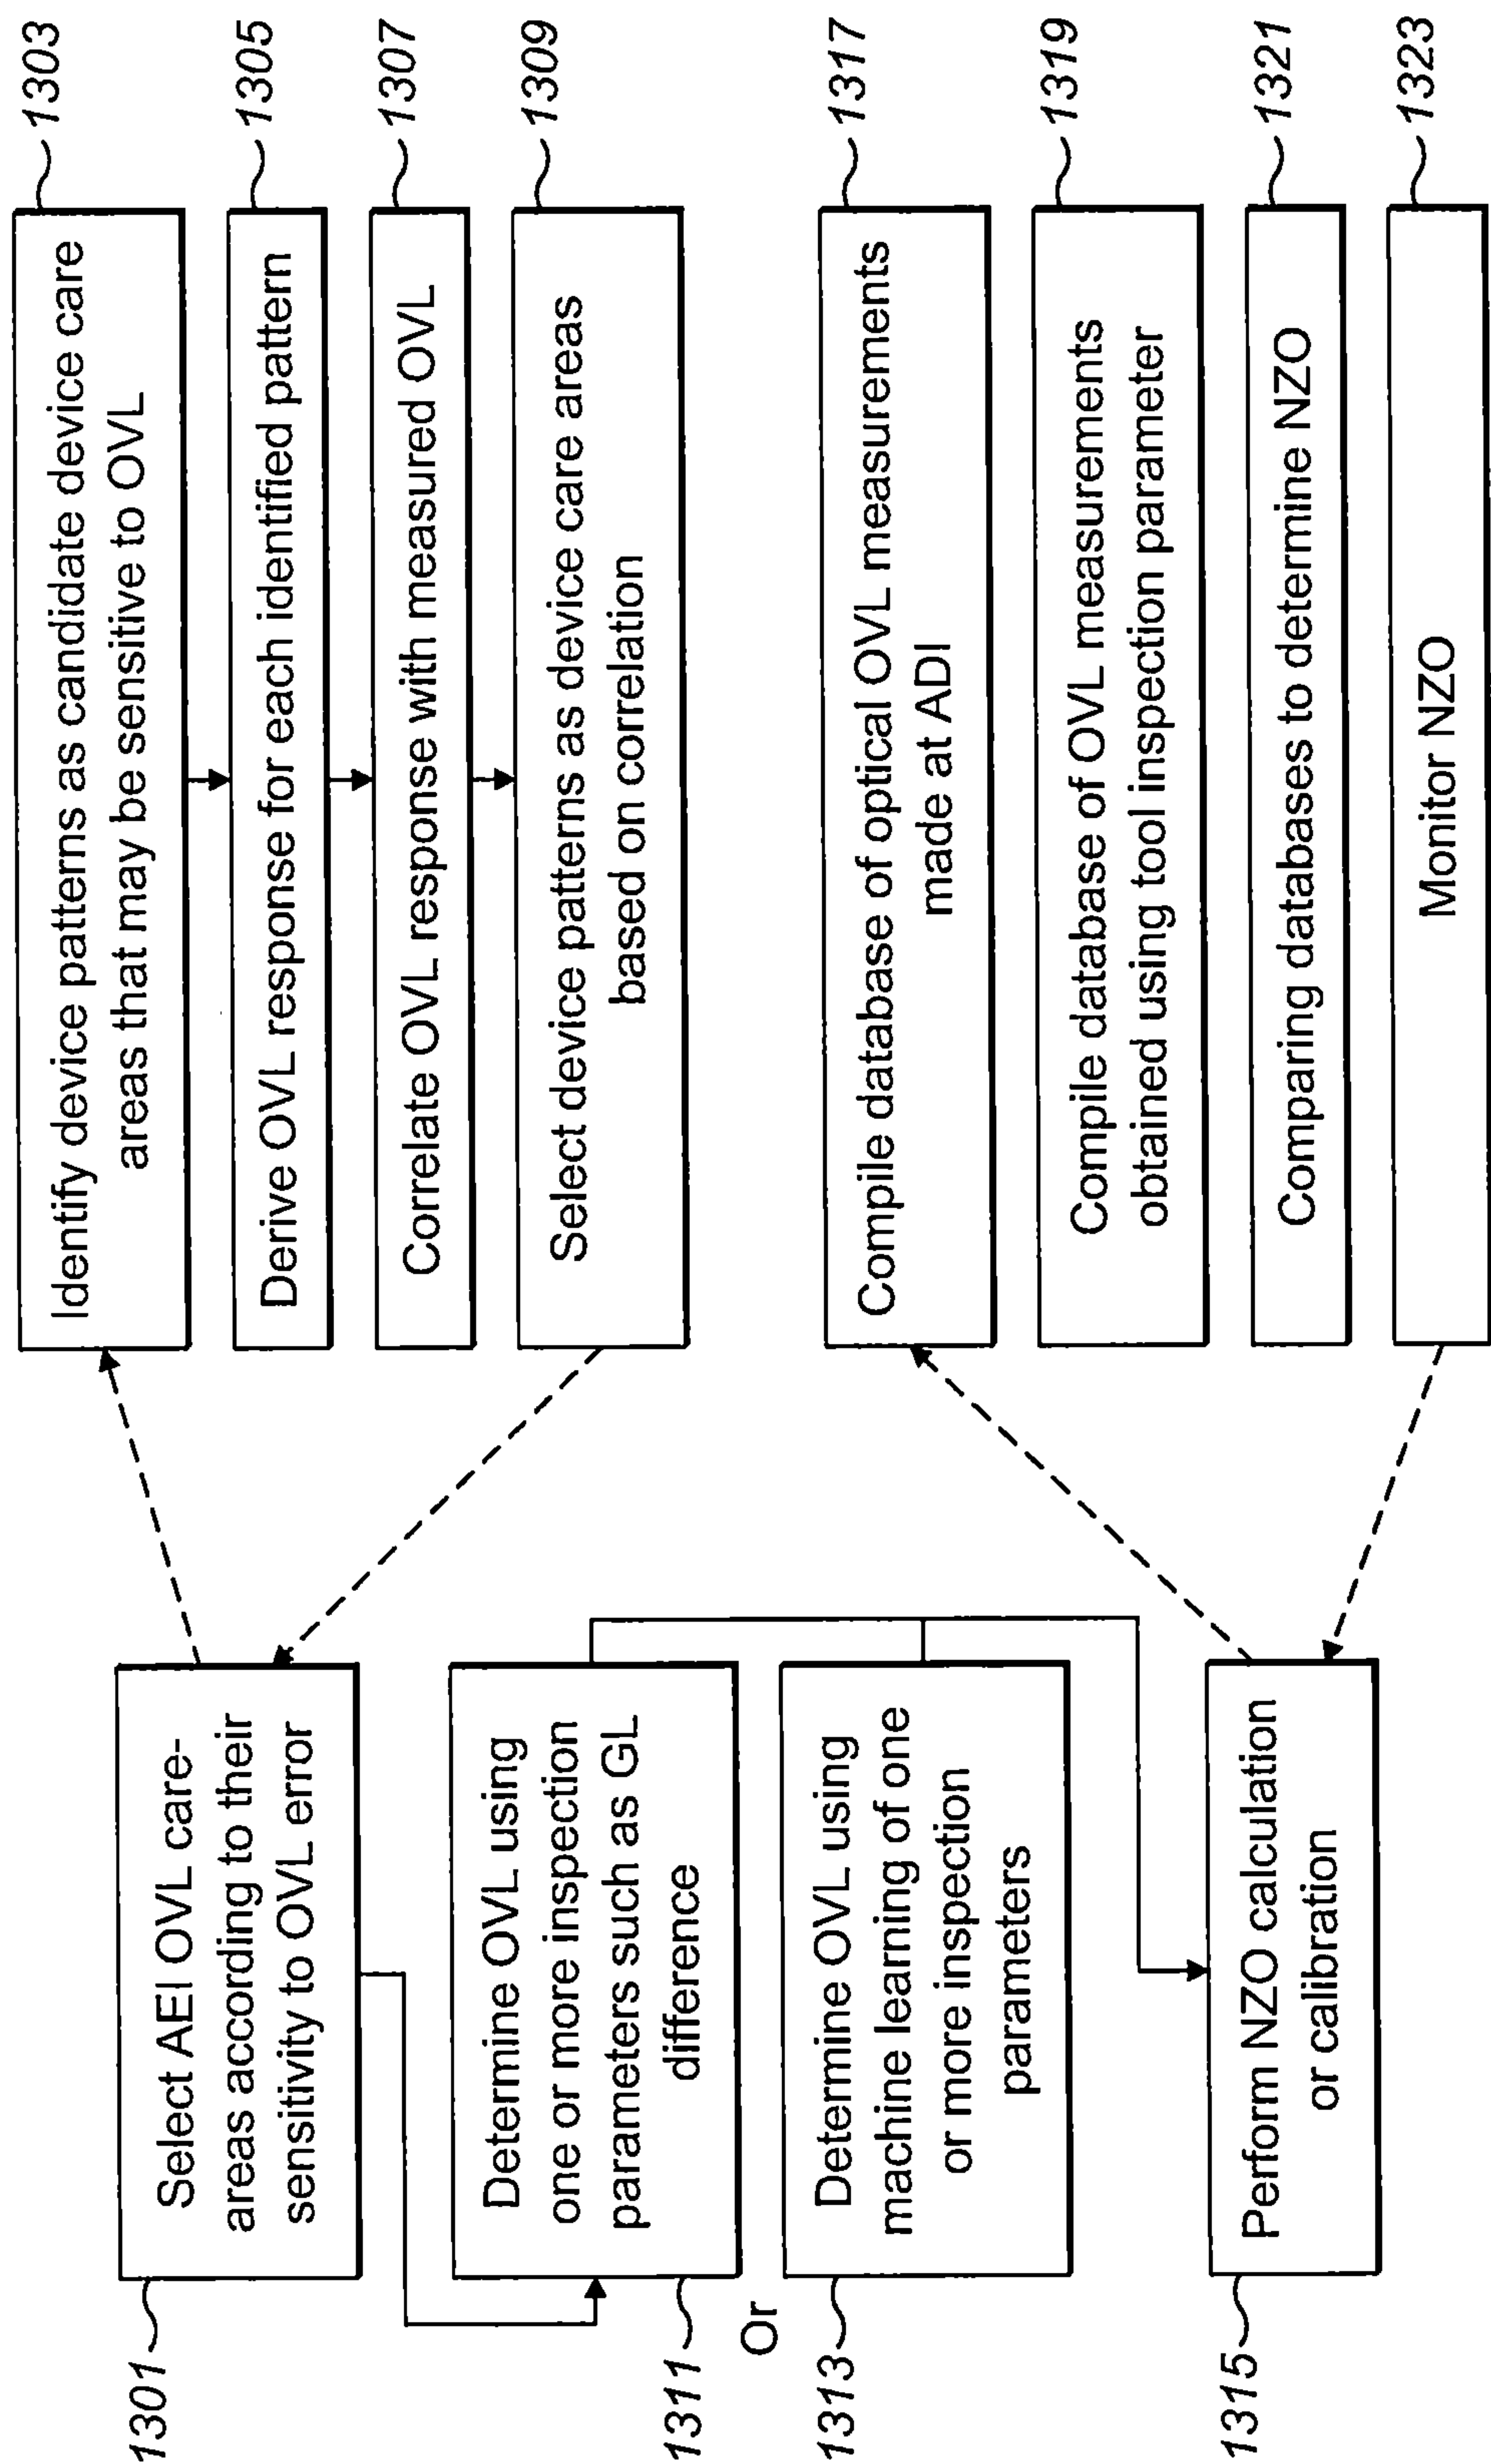 1301
Select AEI OVL care-
areas according to their
sensitivity to OVL error
1303
Identify device patterns as candidate device care
areas that may be sensitive to OVL
1305
Derive OVL response for each identified pattern
1307
Correlate OVL response with measured OVL
1309
Select device patterns as device care areas
based on correlation
1311
Determine OVL using
one or more inspection
parameters such as GL
difference
Or
1313
Determine OVL using
machine learning of one
or more inspection
parameters
1315
Perform NZO calculation
or calibration
1317
Compile database of optical OVL measurements
made at ADI
1319
Compile database of OVL measurements
obtained using tool inspection parameter
1321
Comparing databases to determine NZO
1323
Monitor NZO